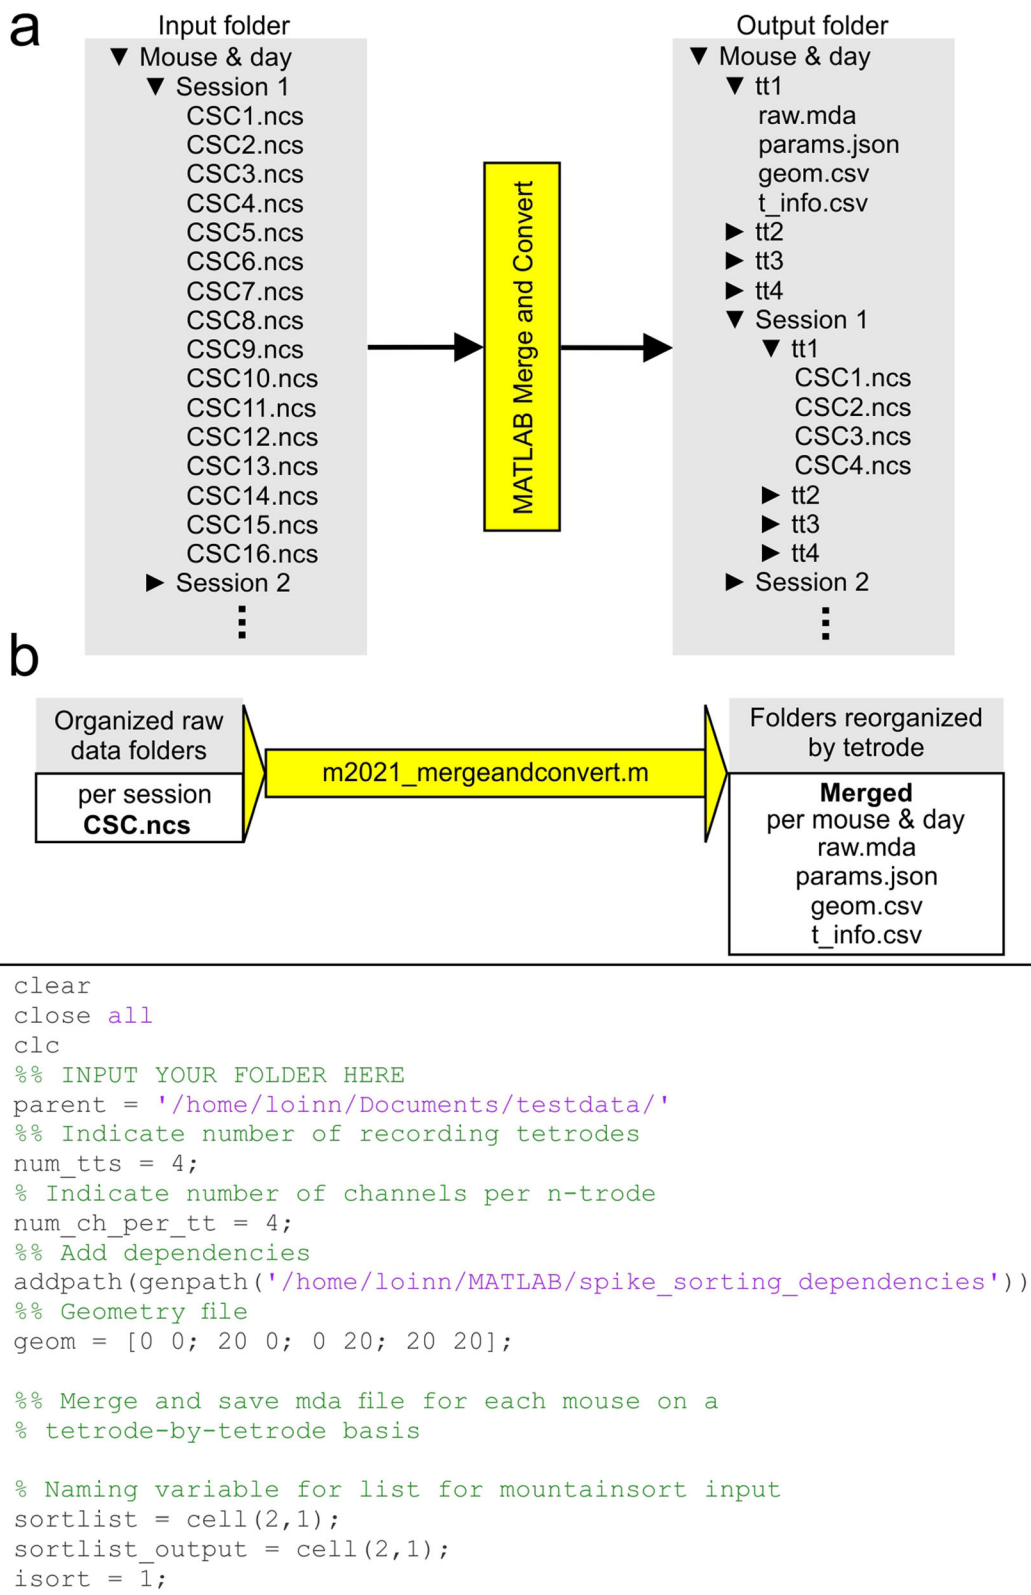 a
Input folder
▼ Mouse & day
▼ Session 1
CSC1.ncs
CSC2.ncs
CSC3.ncs
CSC4.ncs
CSC5.ncs
CSC6.ncs
CSC7.ncs
CSC8.ncs
CSC9.ncs
CSC10.ncs
CSC11.ncs
CSC12.ncs
CSC13.ncs
CSC14.ncs
CSC15.ncs
CSC16.ncs
► Session 2
⋮
MATLAB Merge and Convert
Output folder
▼ Mouse & day
▼ tt1
raw.mda
params.json
geom.csv
t_info.csv
► tt2
► tt3
► tt4
▼ Session 1
▼ tt1
CSC1.ncs
CSC2.ncs
CSC3.ncs
CSC4.ncs
► tt2
► tt3
► tt4
► Session 2
⋮
b
Organized raw
data folders
per session
CSC.ncs
m2021_mergeandconvert.m
Folders reorganized
by tetrode
Merged
per mouse & day
raw.mda
params.json
geom.csv
t_info.csv
clear
close all
clc
%% INPUT YOUR FOLDER HERE
parent = '/home/loinn/Documents/testdata/'
%% Indicate number of recording tetrodes
num_tts = 4;
% Indicate number of channels per n-trode
num_ch_per_tt = 4;
%% Add dependencies
addpath(genpath('/home/loinn/MATLAB/spike_sorting_dependencies'))
%% Geometry file
geom = [0 0; 20 0; 0 20; 20 20];
%% Merge and save mda file for each mouse on a
% tetrode-by-tetrode basis
% Naming variable for list for mountainsort input
sortlist = cell(2,1);
sortlist_output = cell(2,1);
isort = 1;